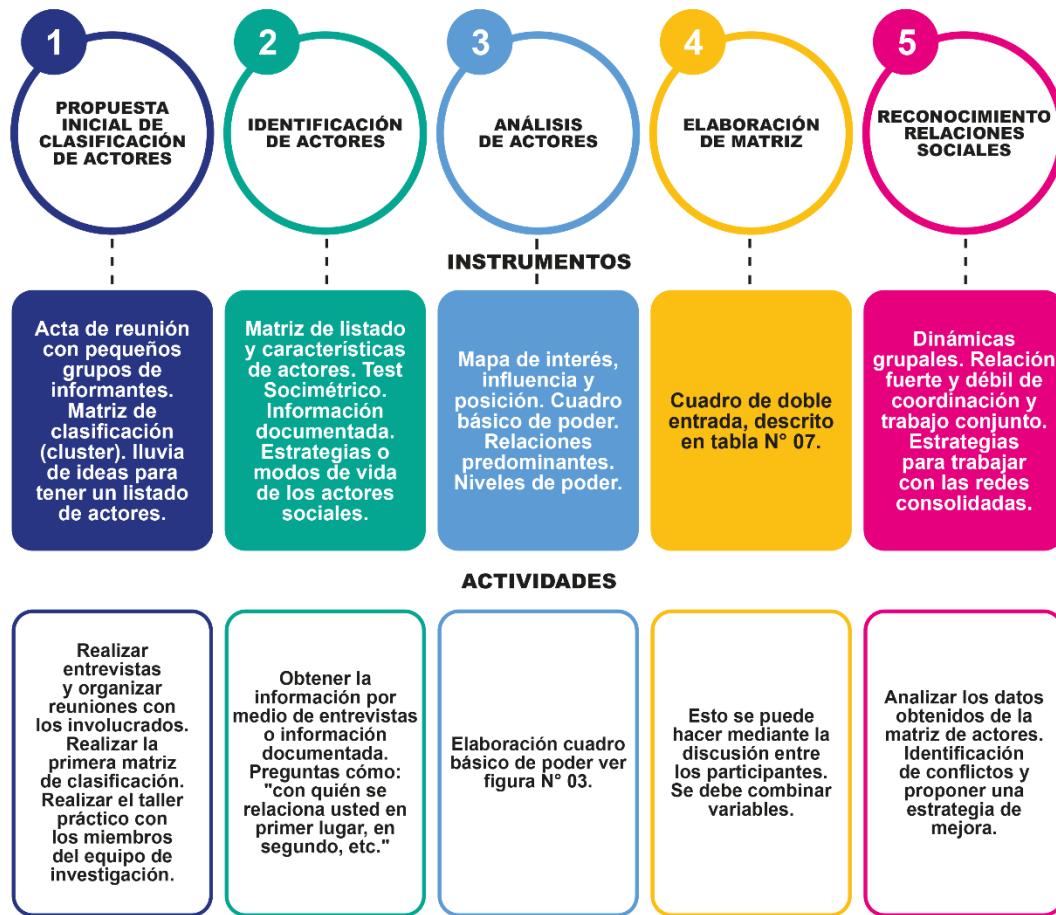 1
PROPUESTA
INICIAL DE
CLASIFICACIÓN
DE ACTORES
2
IDENTIFICACIÓN
DE ACTORES
3
ANÁLISIS
DE ACTORES
4
ELABORACIÓN
DE MATRIZ
5
RECONOCIMIENTO
RELACIONES
SOCIALES
INSTRUMENTOS
Acta de reunión
con pequeños
grupos de
informantes.
Matriz de
clasificación
(cluster). lluvia
de ideas para
tener un listado
de actores.
Matriz de listado
y características
de actores. Test
Socimétrico.
Información
documentada.
Estrategias o
modos de vida
de los actores
sociales.
Mapa de interés,
influencia y
posición. Cuadro
básico de poder.
Relaciones
predominantes.
Niveles de poder.
Cuadro de doble
entrada, descrito
en tabla N° 07.
Dinámicas
grupales. Relación
fuerte y débil de
coordinación y
trabajo conjunto.
Estrategias
para trabajar
con las redes
consolidadas.
ACTIVIDADES
Realizar
entrevistas
y organizar
reuniones con
los involucrados.
Realizar la
primera matriz
de clasificación.
Realizar el taller
práctico con
los miembros
del equipo de
investigación.
Obtener la
información por
medio de entrevistas
o información
documentada.
Preguntas cómo:
"con quién se
relaciona usted en
primer lugar, en
segundo, etc."
Elaboración cuadro
básico de poder ver
figura N° 03.
Esto se puede
hacer mediante la
discusión entre
los participantes.
Se debe combinar
variables.
Analizar los datos
obtenidos de la
matriz de actores.
Identificación
de conflictos y
proponer una
estrategia de
mejora.